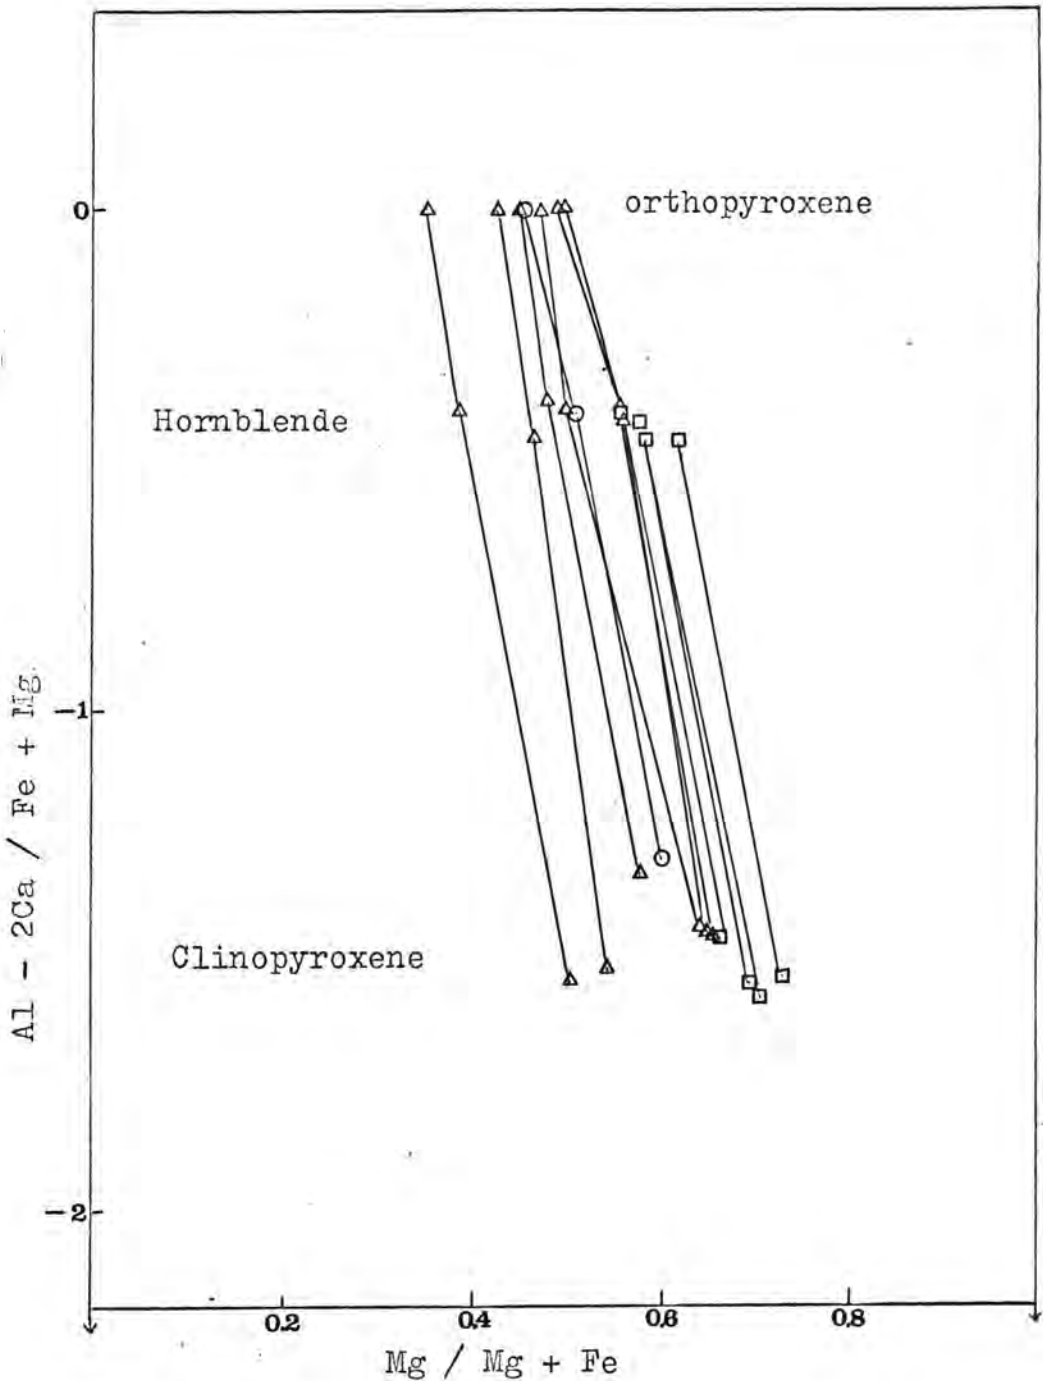 0
orthopyroxene
Hornblende
-1
Al - 2Ca / Fe + Mg
Clinopyroxene
-2
0.2
0.4
0.6
0.8
Mg / Mg + Fe